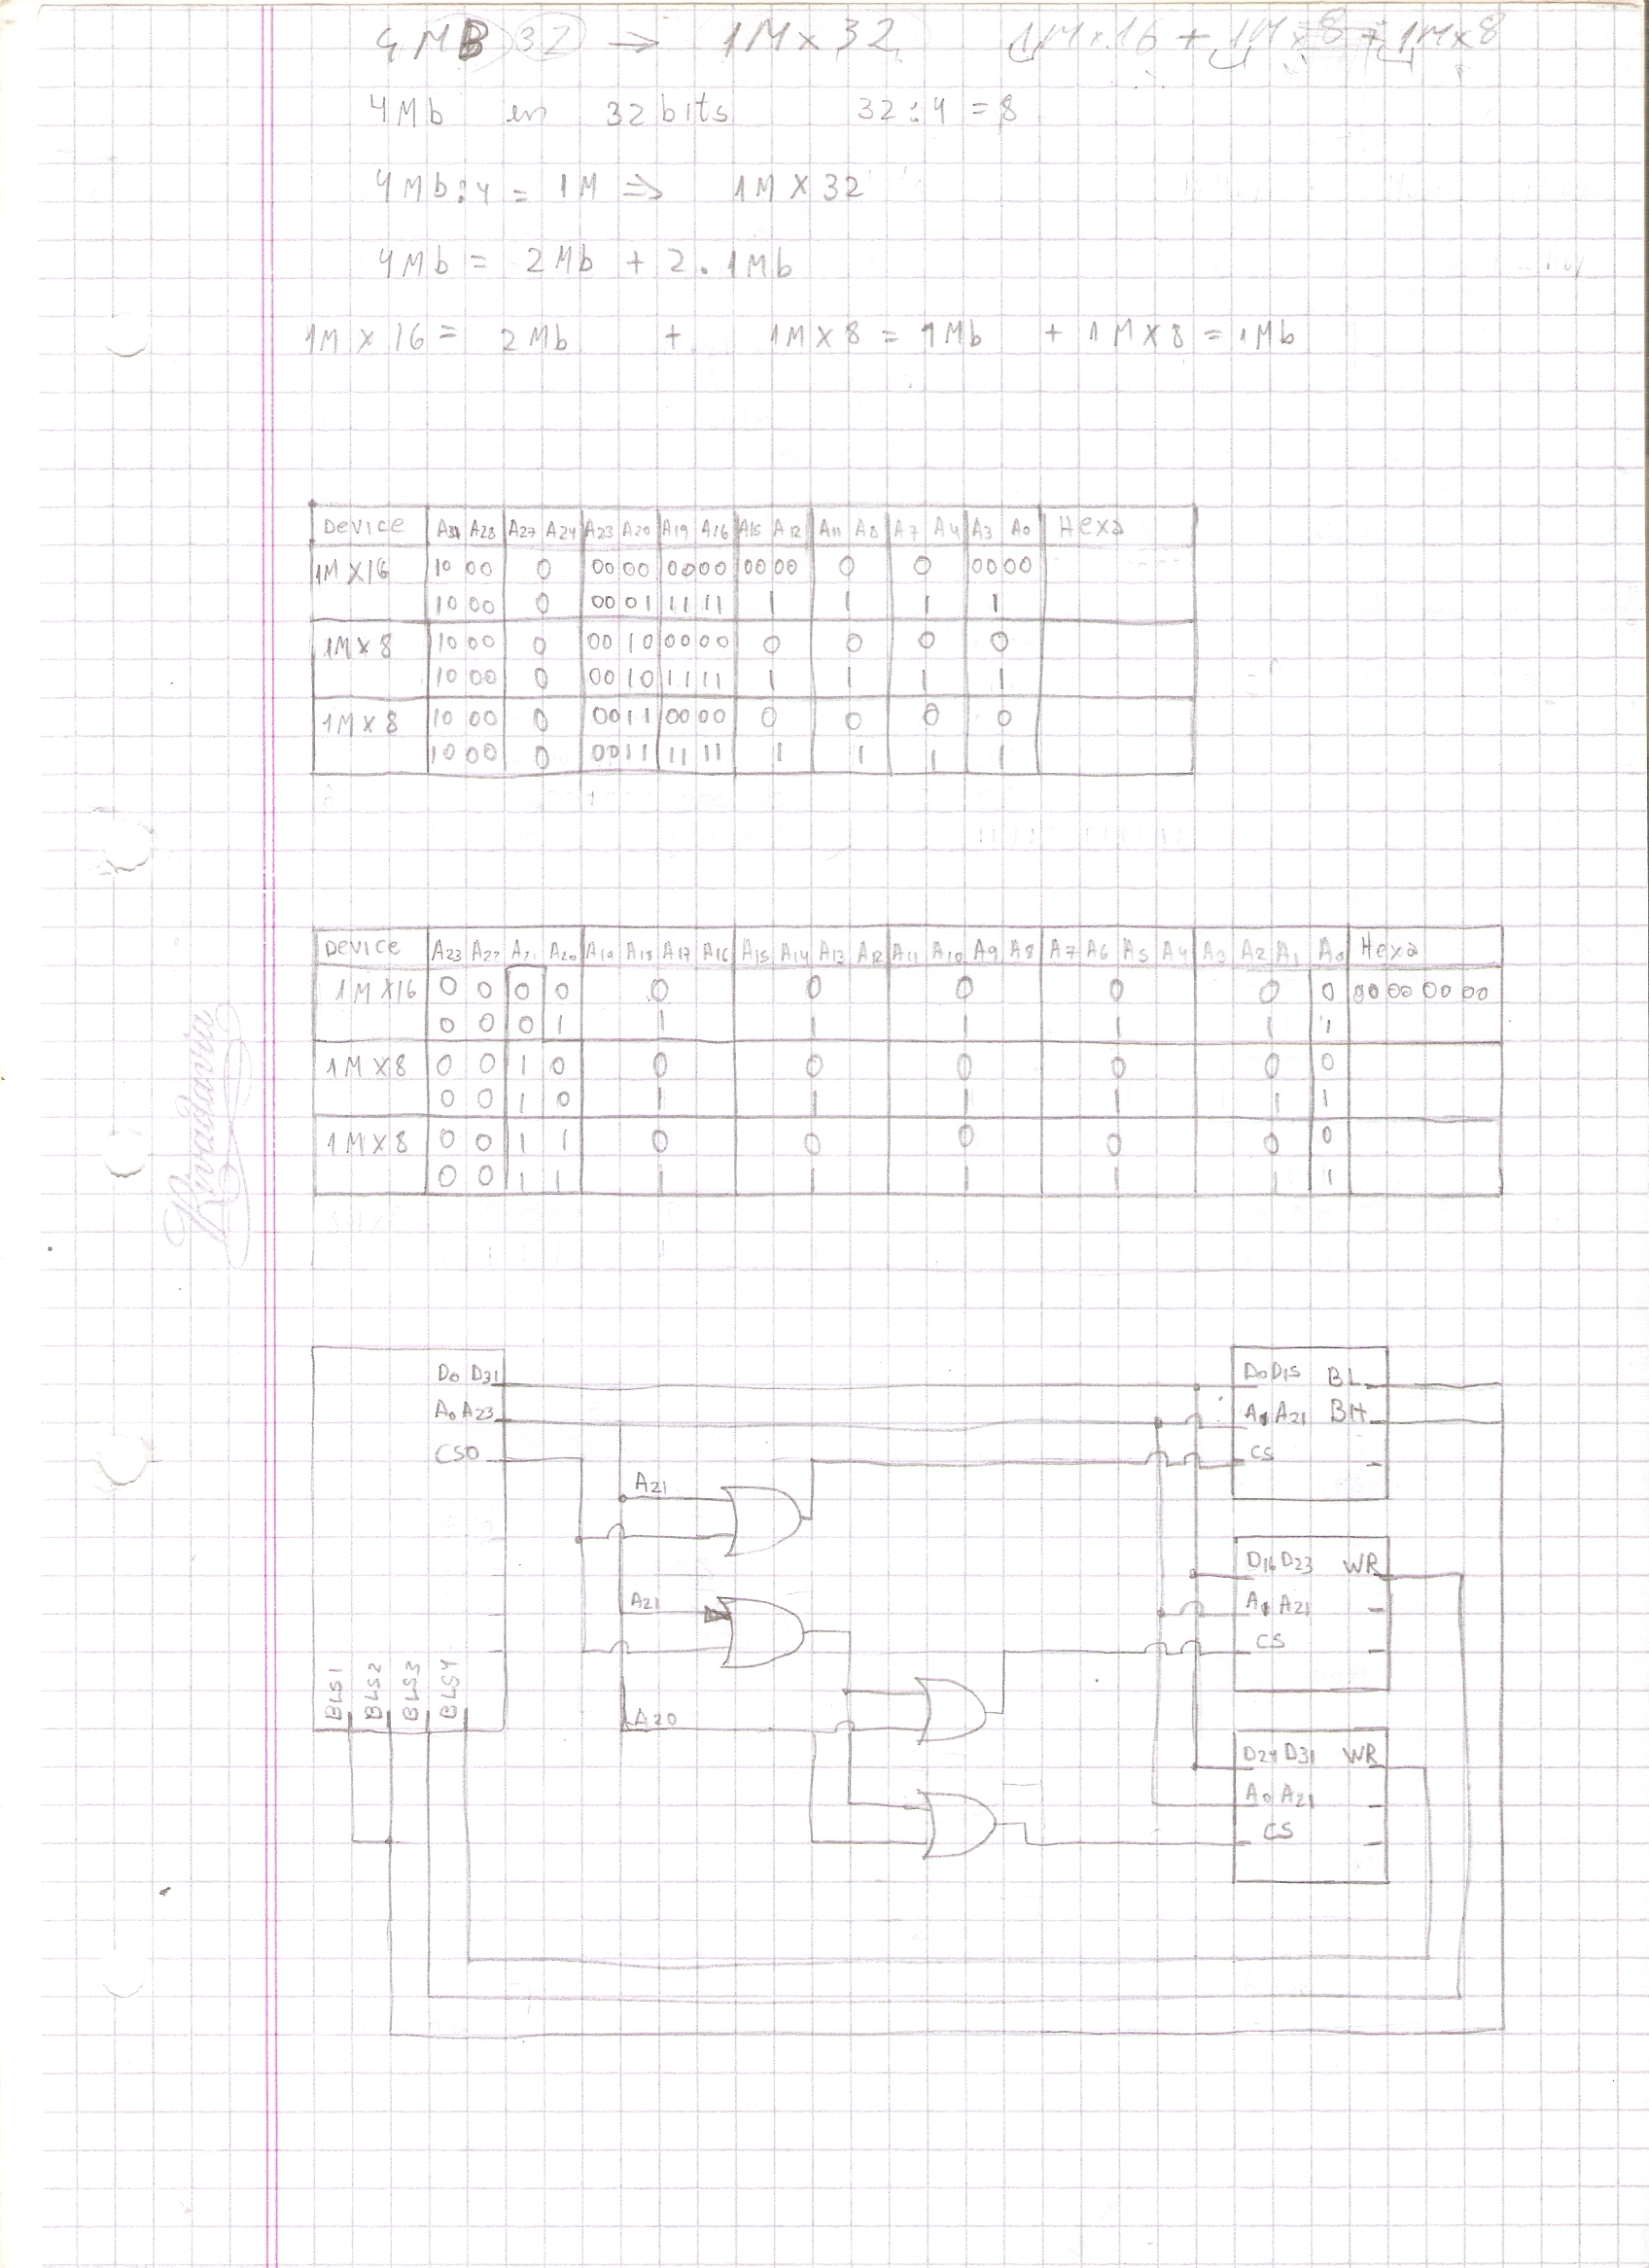 4MB 32 ⇒ 1M x 32 1M x 16 + 1M x 8 + 1M x 8
4Mb en 32 bits 32:4 = 8
4Mb:4 = 1M ⇒ 1M X 32
4Mb = 2Mb + 2. 1Mb
1M X 16 = 2Mb + 1M X 8 = 1Mb + 1M X 8 = 1Mb
Device A31 A28 A27 A24 A23 A20 A19 A16 A15 A12 A11 A8 A7 A4 A3 A0 Hexa
1M X16 10 00 0 00 00 0000 0000 0 0 0000
10 00 0 00 01 11 11 1 1 1 1
1M X 8 10 00 0 00 10 0000 0 0 0 0
10 00 0 00 10 1111 1 1 1 1
1M X 8 10 00 0 0011 0000 0 0 0 0
10 00 0 0011 11 11 1 1 1 1
Device A23 A22 A21 A20 A19 A18 A17 A16 A15 A14 A13 A12 A11 A10 A9 A8 A7 A6 A5 A4 A3 A2 A1 A0 Hexa
1M X16 0 0 0 0 0 0 0 0 0 0 00 00 00 00
0 0 0 1 1 1 1 1 1 1
1M X8 0 0 1 0 0 0 0 0 0 0
0 0 1 0 1 1 1 1 1 1
1M X8 0 0 1 1 0 0 0 0 0 0
0 0 1 1 1 1 1 1 1 1
Rivadavia
D0 D31 D0D15 BL
A0 A23 A21 BH
CS0 CS
A21
D16 D23 WR
A21 A21
CS
BLS1 BLS2 BLS3 BLS4
A20
D24 D31 WR
A0 A21
CS